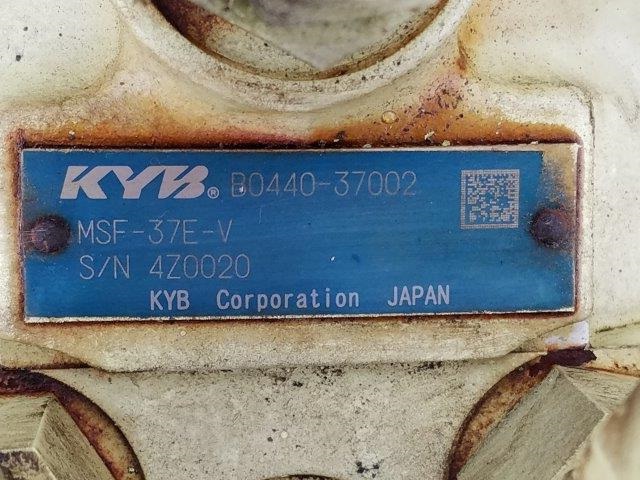 KYB® B0440-37002
MSF-37E-V
S/N 4Z0020
KYB Corporation JAPAN